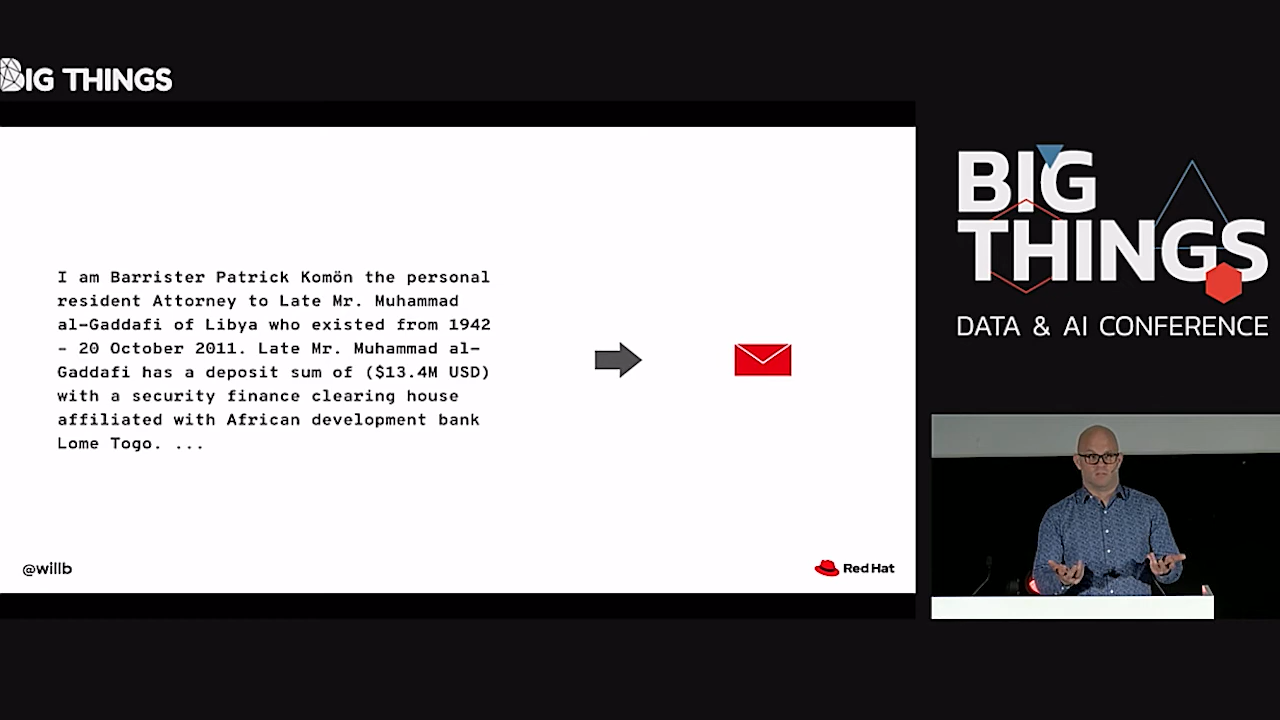 BIG THINGS
I am Barrister Patrick Komön the personal
resident Attorney to Late Mr. Muhammad
al-Gaddafi of Libya who existed from 1942
- 20 October 2011. Late Mr. Muhammad al-
Gaddafi has a deposit sum of ($13.4M USD)
with a security finance clearing house
affiliated with African development bank
Lome Togo. ...
@willb
Red Hat
BIG
THINGS
DATA & AI CONFERENCE